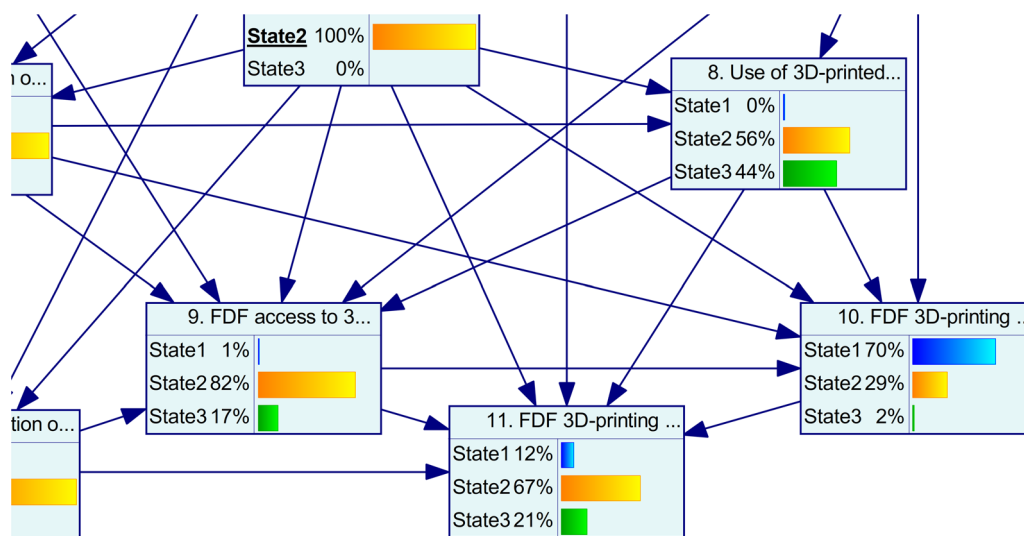 State2 100%
State3 0%
n o...
8. Use of 3D-printed...
State1 0%
State2 56%
State3 44%
9. FDF access to 3...
State1 1%
State2 82%
State3 17%
10. FDF 3D-printing ...
State1 70%
State2 29%
State3 2%
tion o...
11. FDF 3D-printing ...
State1 12%
State2 67%
State3 21%